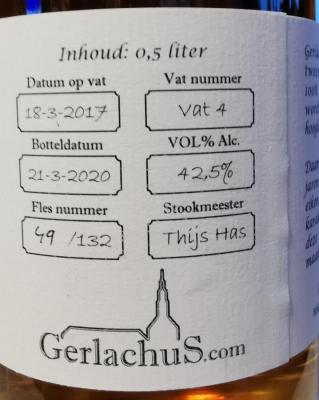 Inhoud: 0,5 liter
Datum op vat Vat nummer
18-3-2017 Vat 4
Botteldatum VOL% Alc.
21-3-2020 42,5%
Fles nummer Stookmeester
49 /132 Thijs Has
GerlachuS.com